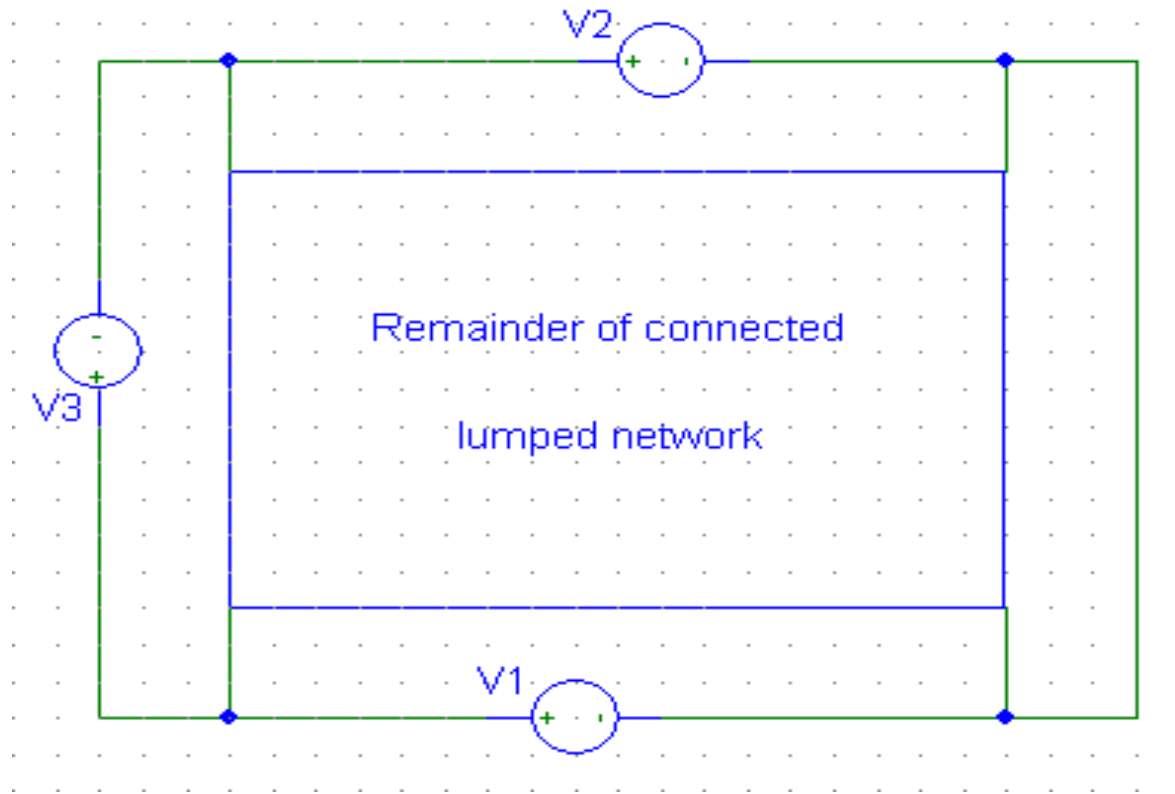 V2
+ -
Remainder of connected
-
+
V3
lumped network
V1
+ -